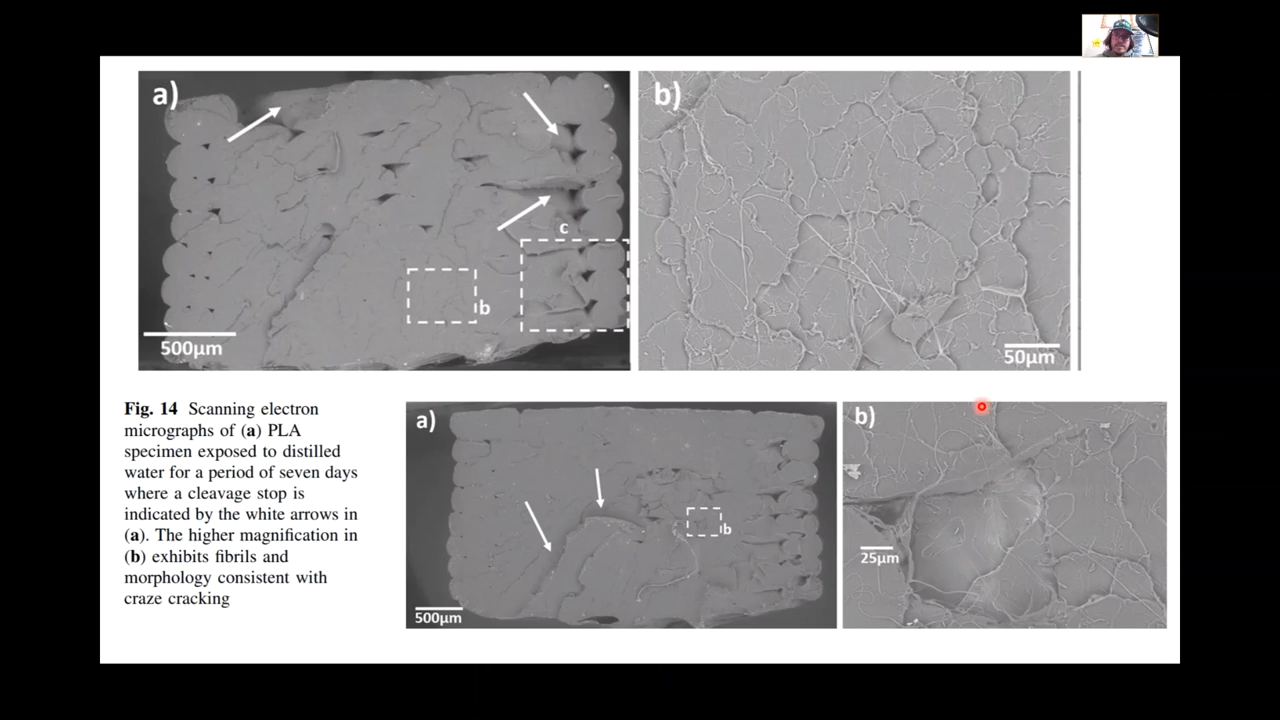 a)
b)
c
b
500µm
50µm
Fig. 14 Scanning electron
micrographs of (a) PLA
specimen exposed to distilled
water for a period of seven days
where a cleavage stop is
indicated by the white arrows in
(a). The higher magnification in
(b) exhibits fibrils and
morphology consistent with
craze cracking
a)
b
500µm
b)
25µm